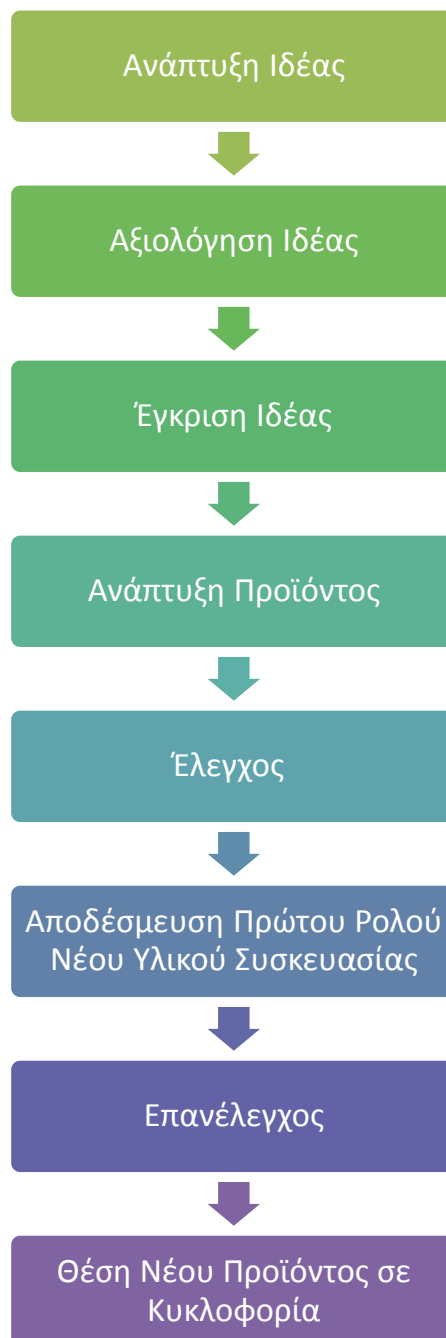 Ανάπτυξη Ιδέας
Αξιολόγηση Ιδέας
Έγκριση Ιδέας
Ανάπτυξη Προϊόντος
Έλεγχος
Αποδέσμευση Πρώτου Ρολού
Νέου Υλικού Συσκευασίας
Επανέλεγχος
Θέση Νέου Προϊόντος σε
Κυκλοφορία